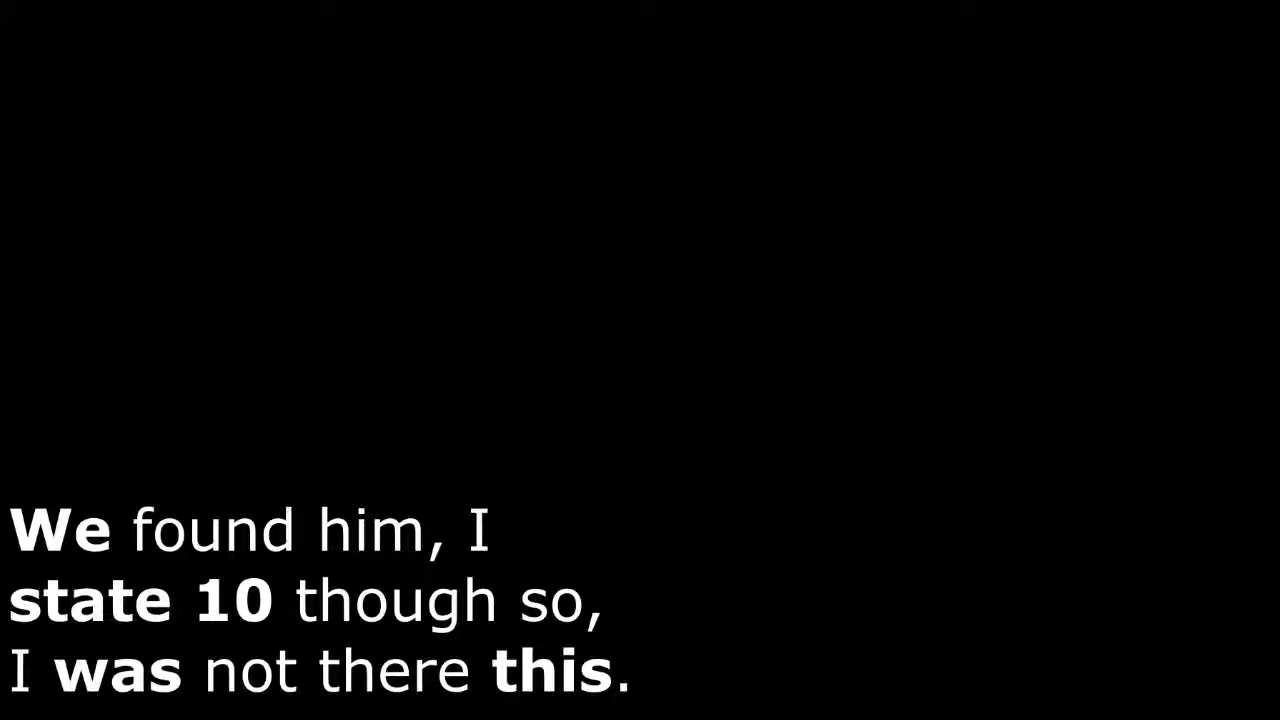 We found him, I
state 10 though so,
I was not there this.